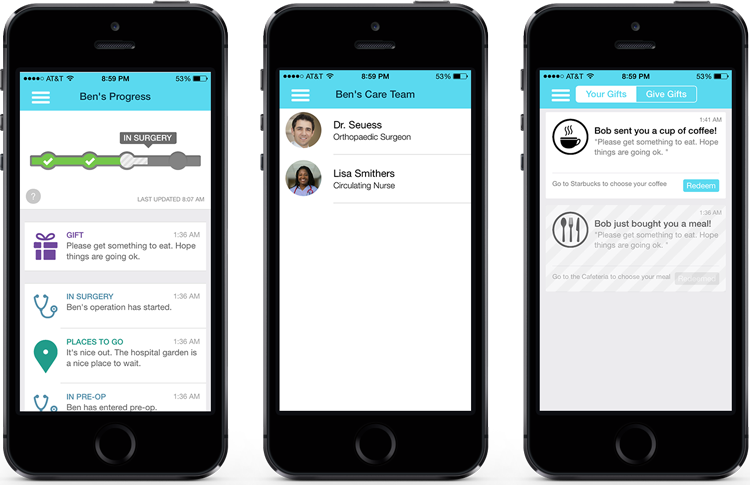 AT&T 8:59 PM 53%
Ben's Progress
IN SURGERY
?
LAST UPDATED 8:07 AM
GIFT 1:36 AM
Please get something to eat. Hope
things are going ok.
IN SURGERY 1:36 AM
Ben's operation has started.
PLACES TO GO 1:36 AM
It's nice out. The hospital garden is
a nice place to wait.
IN PRE-OP 1:36 AM
Ben has entered pre-op.
AT&T 8:59 PM 53%
Ben's Care Team
Dr. Seuess
Orthopaedic Surgeon
Lisa Smithers
Circulating Nurse
AT&T 8:59 PM 53%
Your Gifts Give Gifts
1:41 AM
Bob sent you a cup of coffee!
"Please get something to eat. Hope
things are going ok. "
Go to Starbucks to choose your coffee Redeem
1:36 AM
Bob just bought you a meal!
"Please get something to eat. Hope
things are going ok. "
Go to the Cafeteria to choose your meal